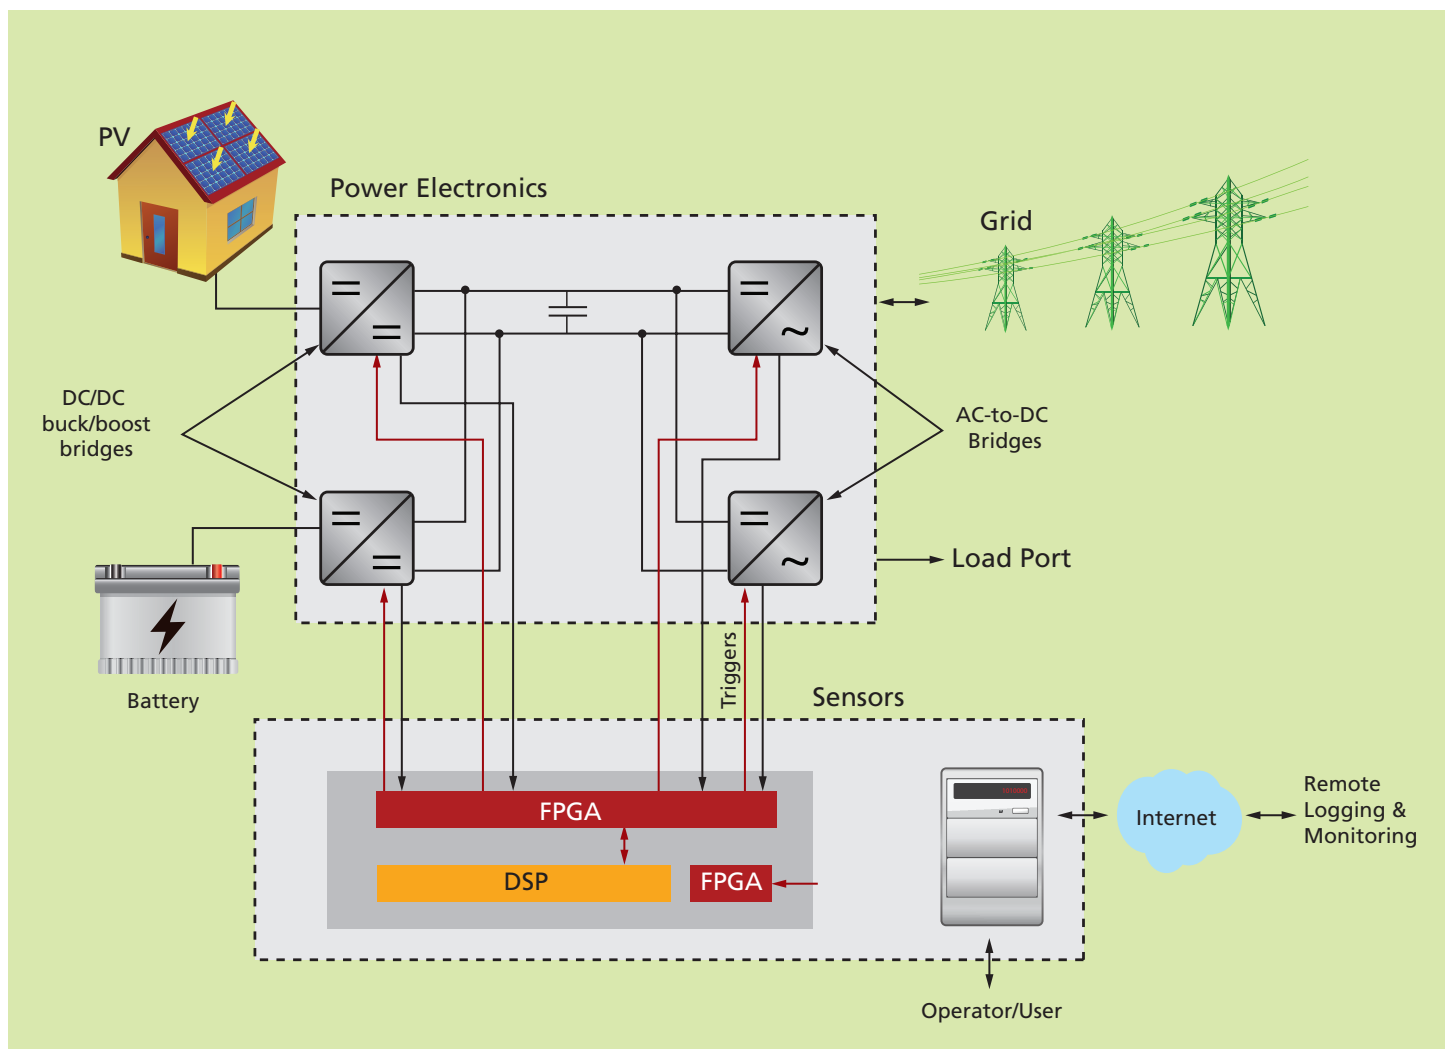 PV
Power Electronics
Grid
DC/DC
buck/boost
bridges
AC-to-DC
Bridges
Load Port
Battery
Triggers
Sensors
FPGA
DSP
FPGA
Internet
Remote
Logging &
Monitoring
Operator/User